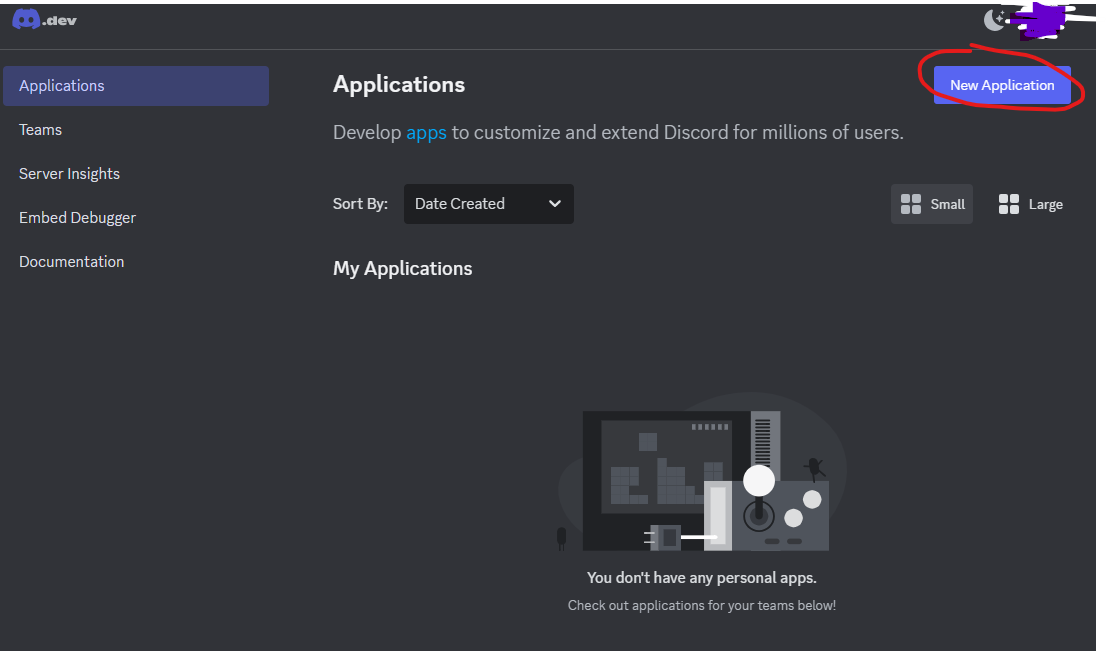 .dev
Applications
Teams
Server Insights
Embed Debugger
Documentation
Applications
New Application
Develop apps to customize and extend Discord for millions of users.
Sort By:
Date Created
Small
Large
My Applications
You don't have any personal apps.
Check out applications for your teams below!